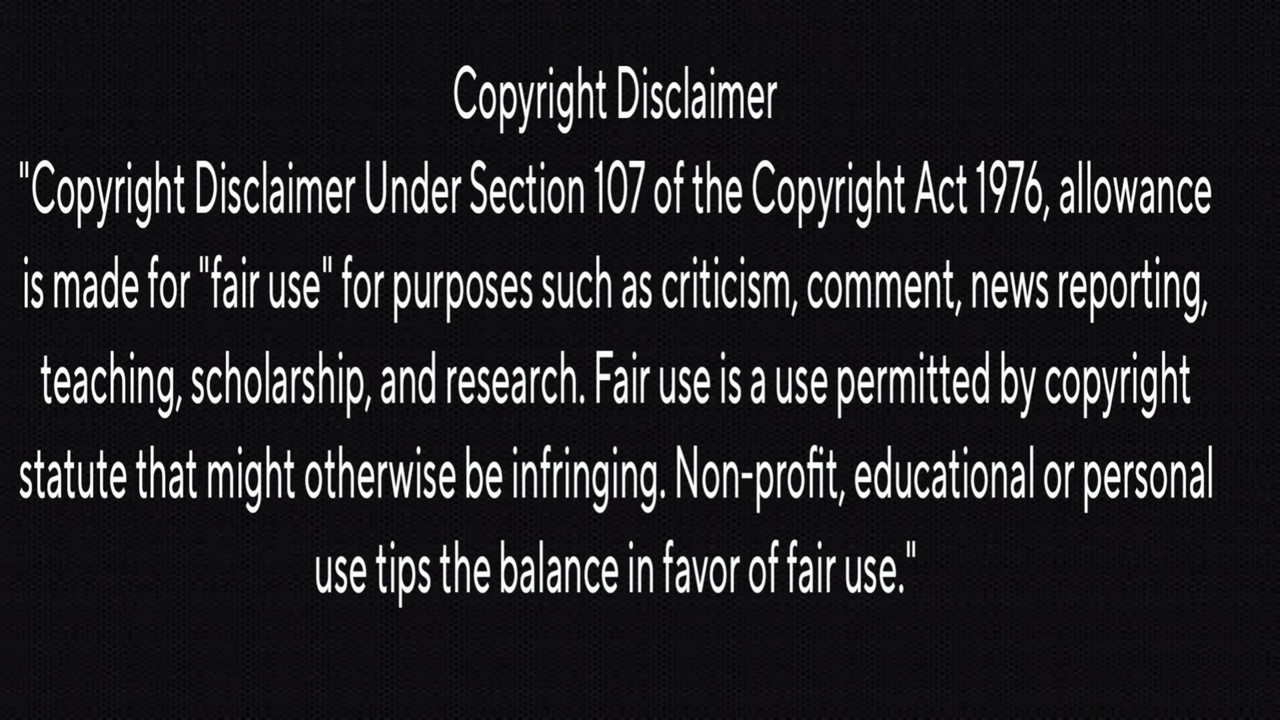 Copyright Disclaimer
"Copyright Disclaimer Under Section 107 of the Copyright Act 1976, allowance
is made for "fair use" for purposes such as criticism, comment, news reporting,
teaching, scholarship, and research. Fair use is a use permitted by copyright
statute that might otherwise be infringing. Non-profit, educational or personal
use tips the balance in favor of fair use."